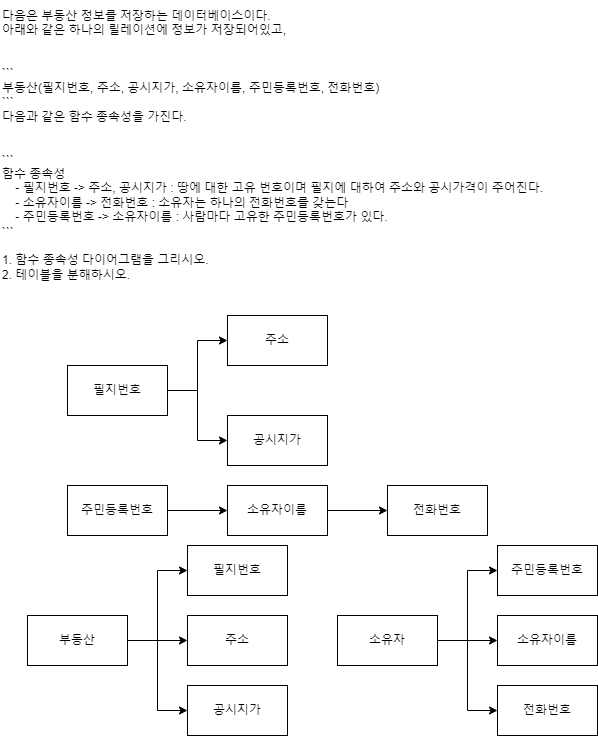 다음은 부동산 정보를 저장하는 데이터베이스이다.
아래와 같은 하나의 릴레이션에 정보가 저장되어있고,
```
부동산(필지번호, 주소, 공시지가, 소유자이름, 주민등록번호, 전화번호)
```
다음과 같은 함수 종속성을 가진다.
```
함수 종속성
- 필지번호 -> 주소, 공시지가 : 땅에 대한 고유 번호이며 필지에 대하여 주소와 공시가격이 주어진다.
- 소유자이름 -> 전화번호 : 소유자는 하나의 전화번호를 갖는다
- 주민등록번호 -> 소유자이름 : 사람마다 고유한 주민등록번호가 있다.
```
1. 함수 종속성 다이어그램을 그리시오.
2. 테이블을 분해하시오.
주소
필지번호
공시지가
주민등록번호
소유자이름
전화번호
필지번호
주민등록번호
부동산
주소
소유자
소유자이름
공시지가
전화번호